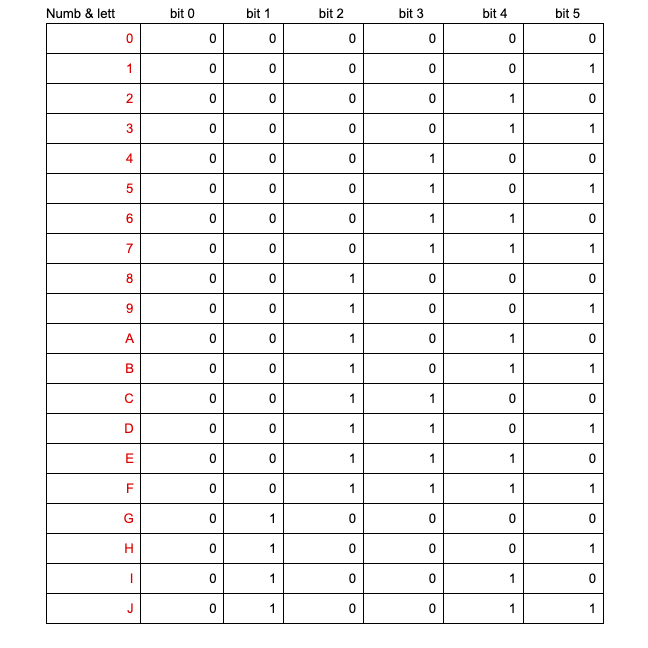 Numb & lett bit 0 bit 1 bit 2 bit 3 bit 4 bit 5
0 0 0 0 0 0 0
1 0 0 0 0 0 1
2 0 0 0 0 1 0
3 0 0 0 0 1 1
4 0 0 0 1 0 0
5 0 0 0 1 0 1
6 0 0 0 1 1 0
7 0 0 0 1 1 1
8 0 0 1 0 0 0
9 0 0 1 0 0 1
A 0 0 1 0 1 0
B 0 0 1 0 1 1
C 0 0 1 1 0 0
D 0 0 1 1 0 1
E 0 0 1 1 1 0
F 0 0 1 1 1 1
G 0 1 0 0 0 0
H 0 1 0 0 0 1
I 0 1 0 0 1 0
J 0 1 0 0 1 1